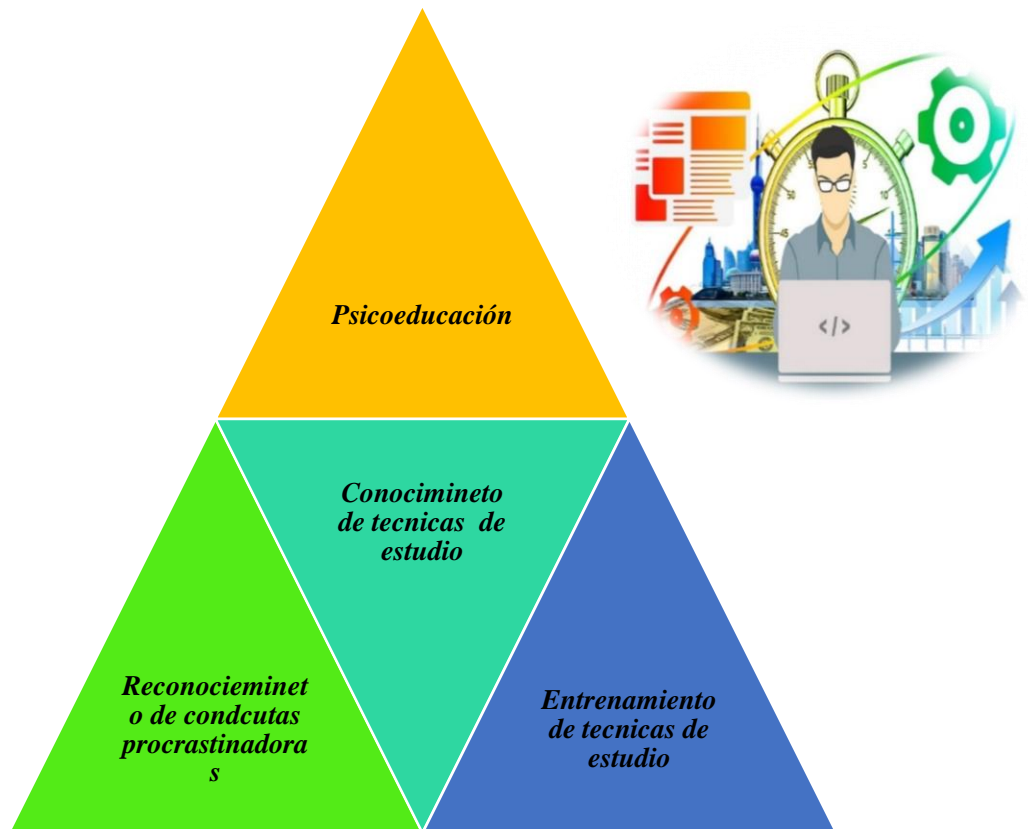 Psicoeducación
Conocimineto
de tecnicas de
estudio
Reconocieminet
o de condcutas
procrastinadora
s
Entrenamiento
de tecnicas de
estudio
</>